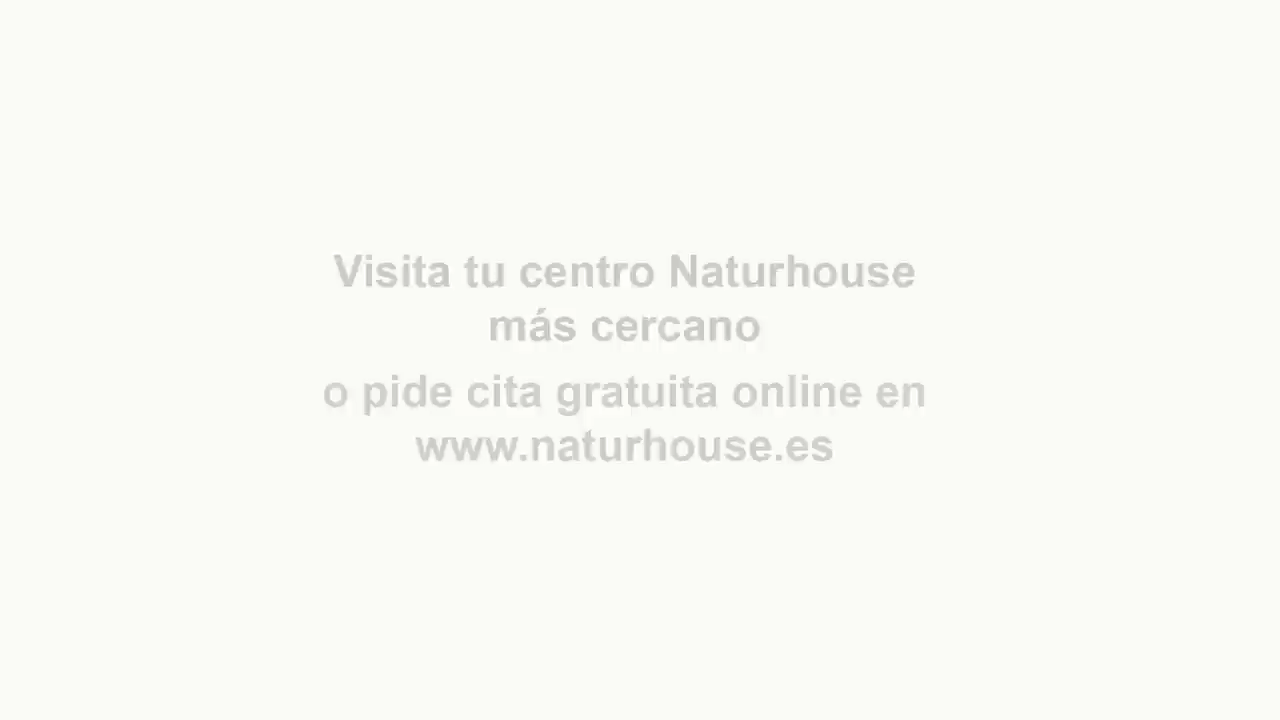 Visita tu centro Naturhouse
más cercano
o pide cita gratuita online en
www.naturhouse.es